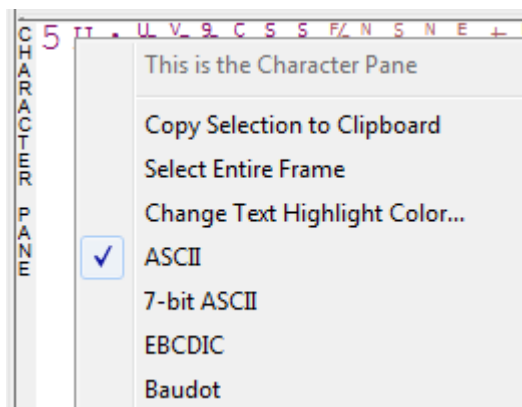 CHARACTER PANE
5
This is the Character Pane
Copy Selection to Clipboard
Select Entire Frame
Change Text Highlight Color...
ASCII
7-bit ASCII
EBCDIC
Baudot